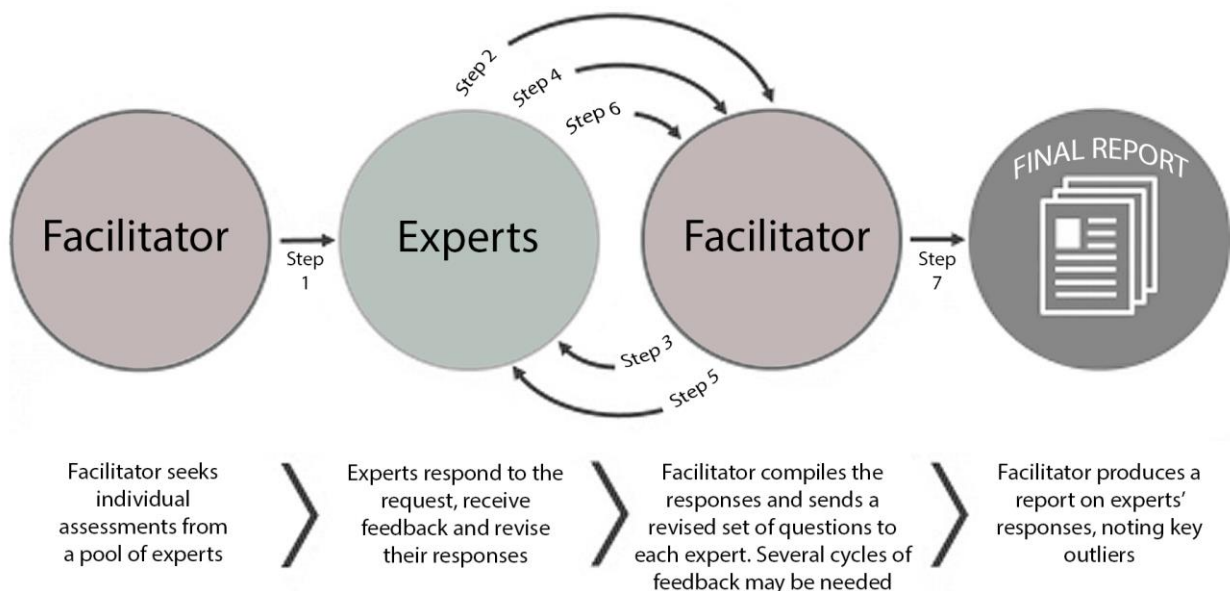 Step 2
Step 4
Step 6
FINAL REPORT
Facilitator
Step
1
Experts
Facilitator
Step
7
Step 3
Step 5
Facilitator seeks
individual
assessments from
a pool of experts
Experts respond to the
request, receive
feedback and revise
their responses
Facilitator compiles the
responses and sends a
revised set of questions to
each expert. Several cycles of
feedback may be needed
Facilitator produces a
report on experts’
responses, noting key
outliers